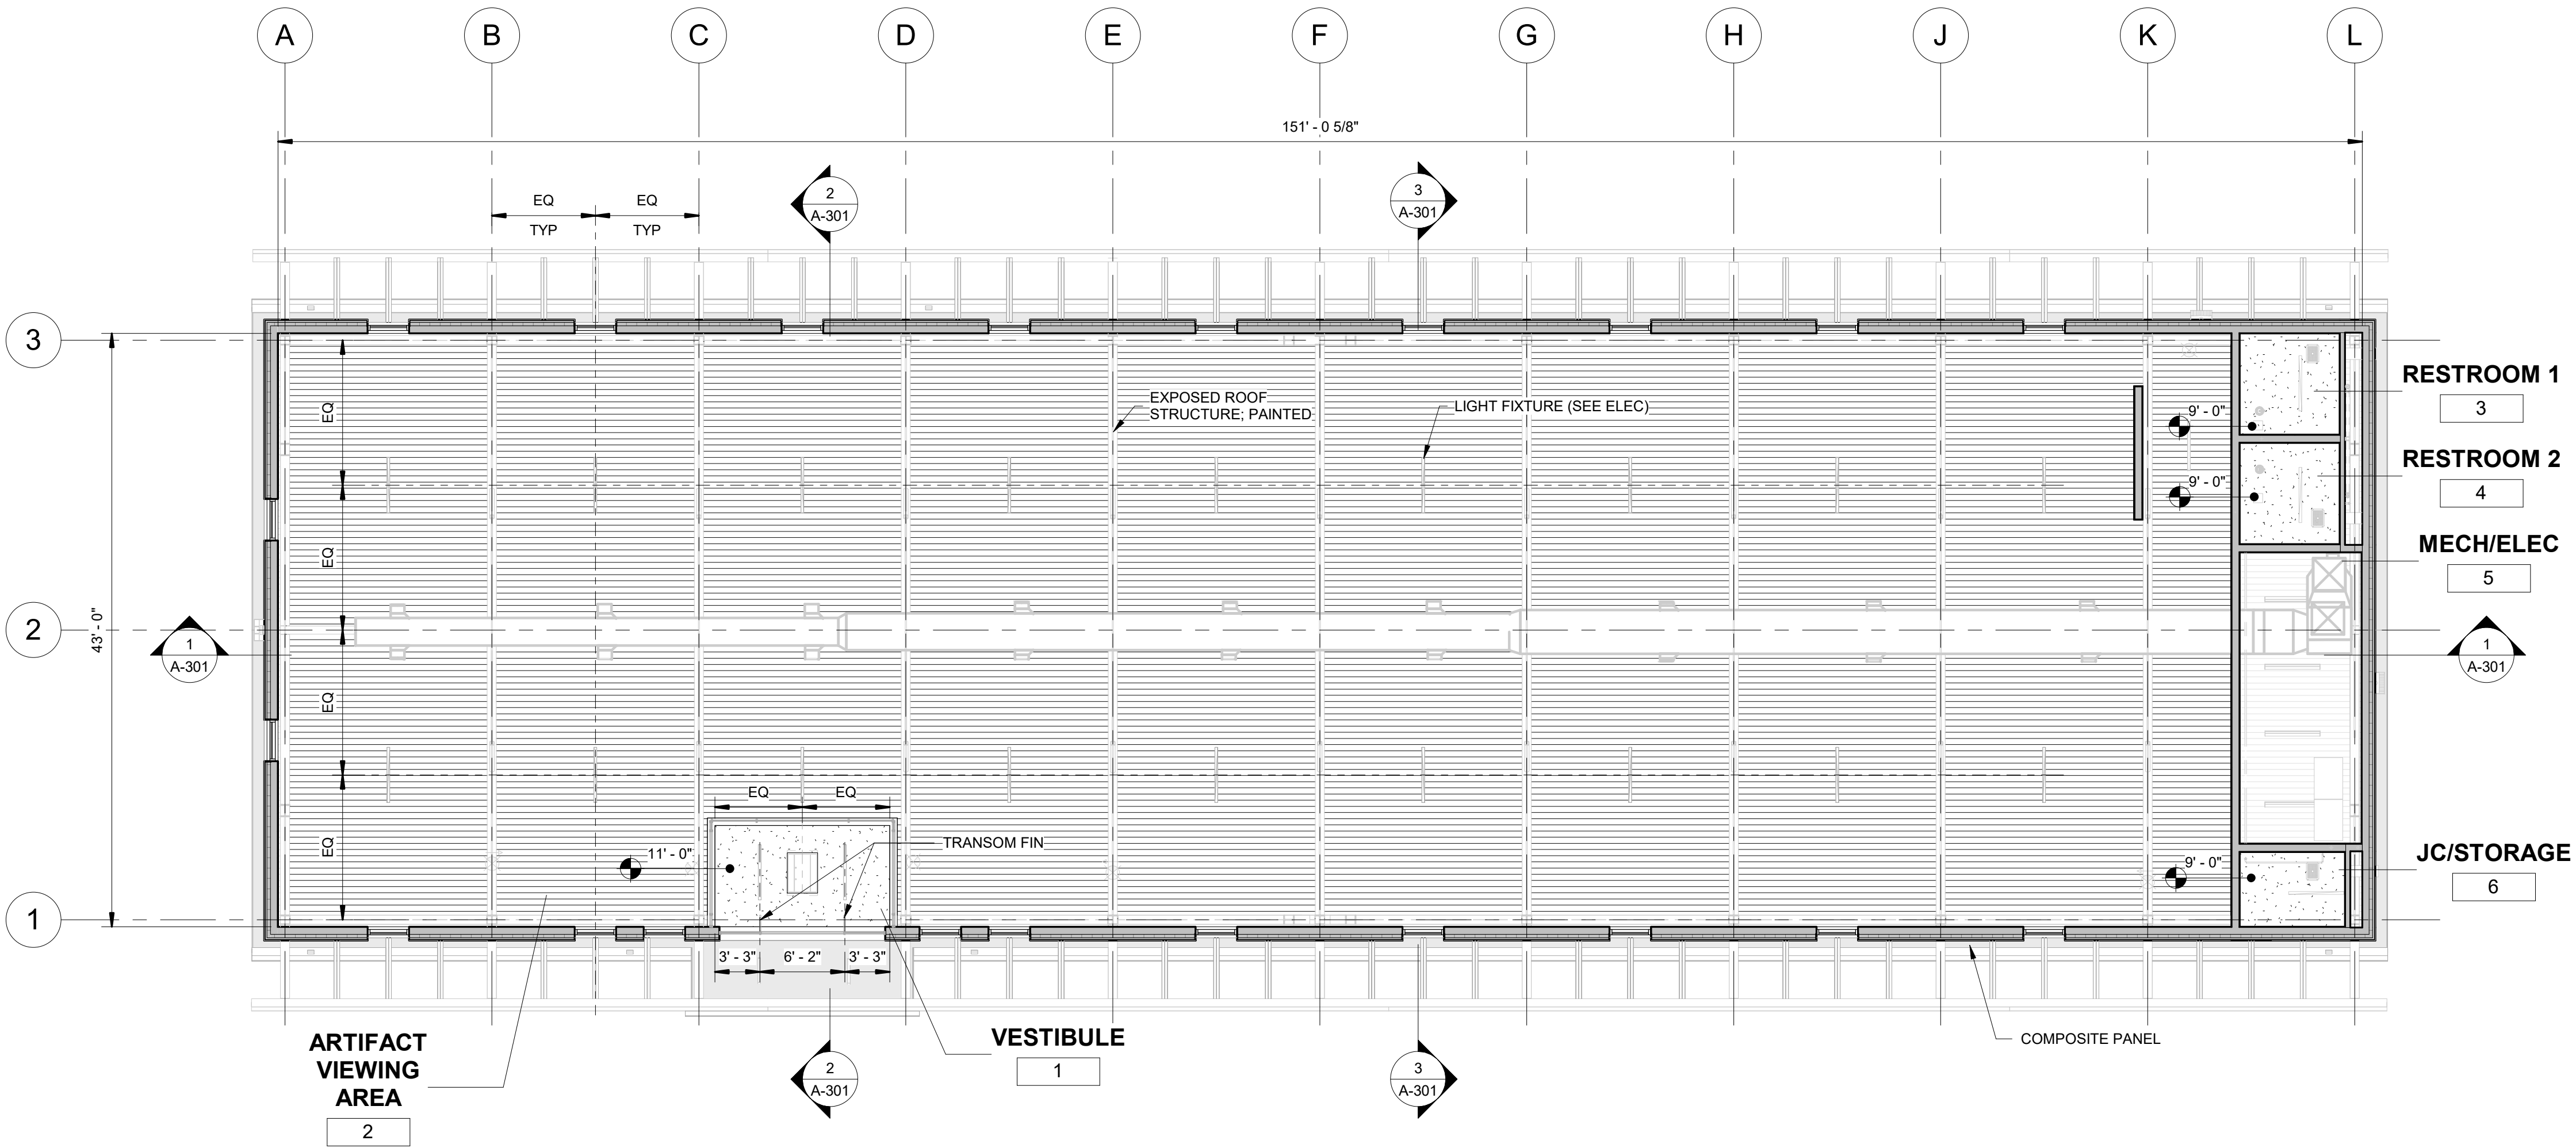 A B C D E F G H J K L
151' - 0 5/8"
EQ EQ
TYP TYP
2
A-301
3
A-301
3
2
1
43' - 0"
EQ
EQ
EQ
EQ
EXPOSED ROOF
STRUCTURE; PAINTED
LIGHT FIXTURE (SEE ELEC)
9' - 0"
9' - 0"
RESTROOM 1
3
RESTROOM 2
4
MECH/ELEC
5
1
A-301
1
A-301
EQ EQ
TRANSOM FIN
11' - 0"
9' - 0"
JC/STORAGE
6
3' - 3" 6' - 2" 3' - 3"
ARTIFACT
VIEWING
AREA
2
VESTIBULE
1
2
A-301
3
A-301
COMPOSITE PANEL